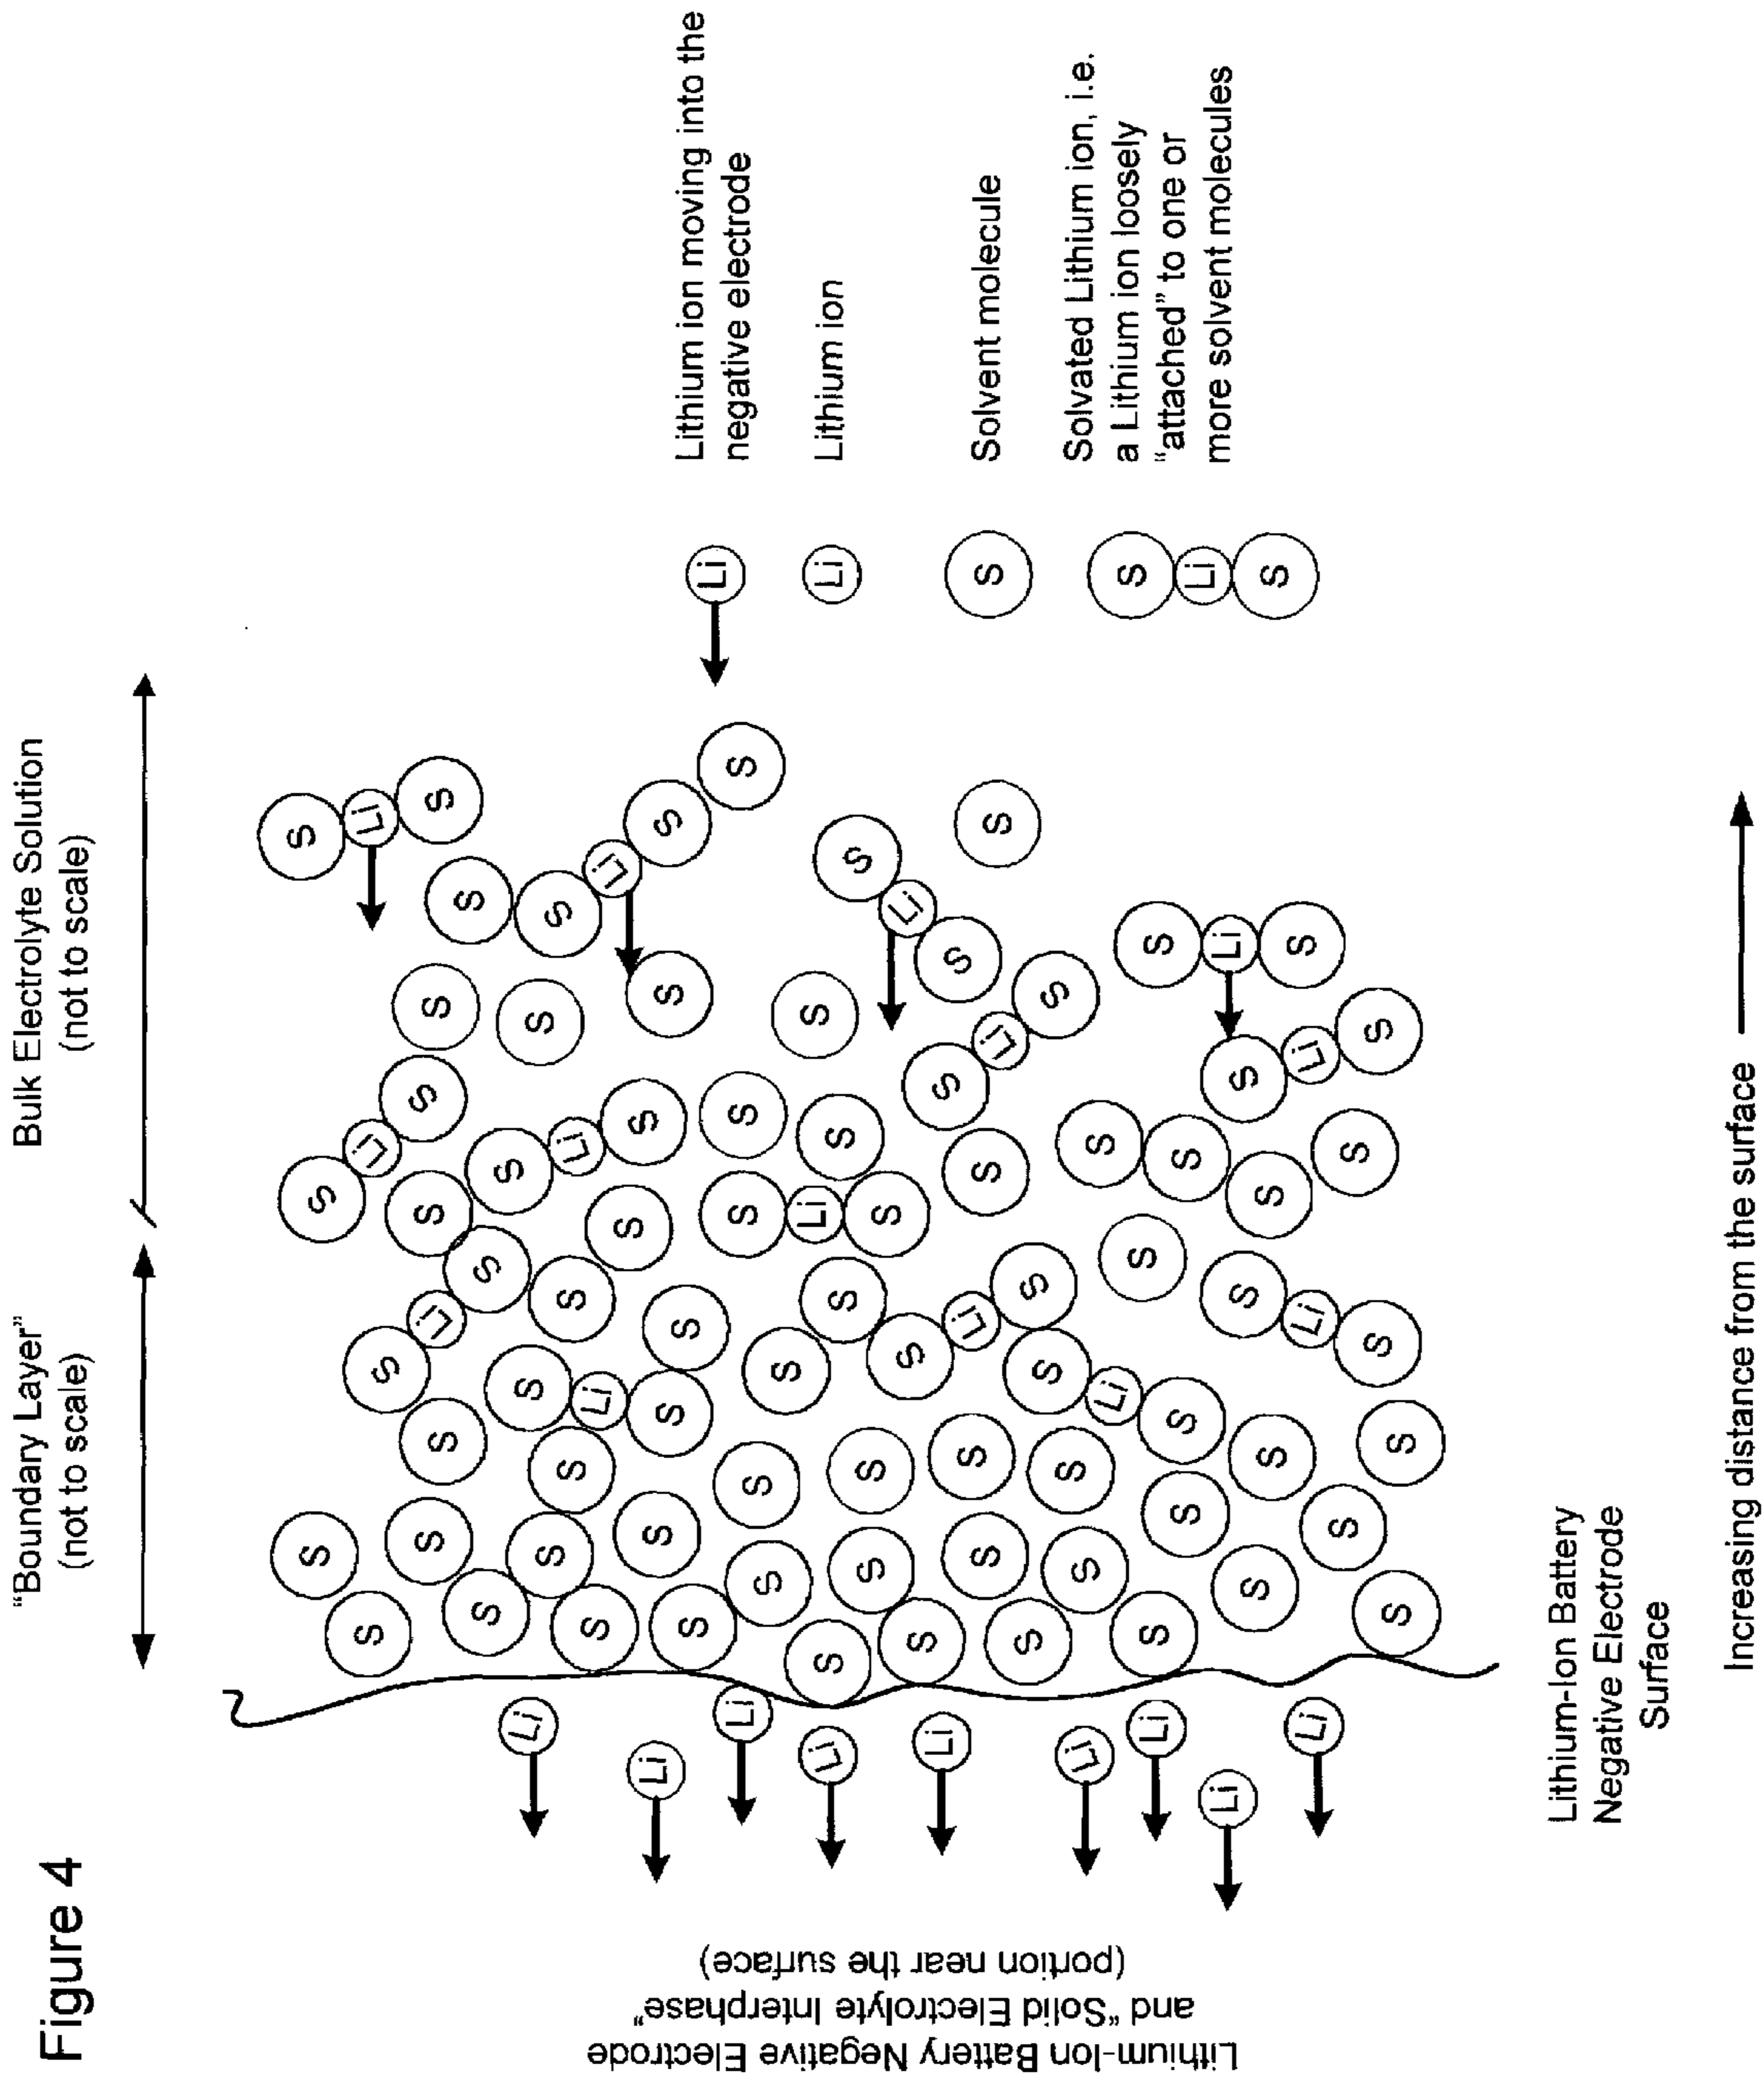 Figure 4
"Boundary Layer"
(not to scale)
Bulk Electrolyte Solution
(not to scale)
Lithium-Ion Battery Negative Electrode
and "Solid Electrolyte Interphase"
(portion near the surface)
Li
Lithium ion moving into the
negative electrode
Li
Lithium ion
S
Solvent molecule
S
Li
S
Solvated Lithium ion, i.e.
a Lithium ion loosely
"attached" to one or
more solvent molecules
Lithium-Ion Battery
Negative Electrode
Surface
Increasing distance from the surface